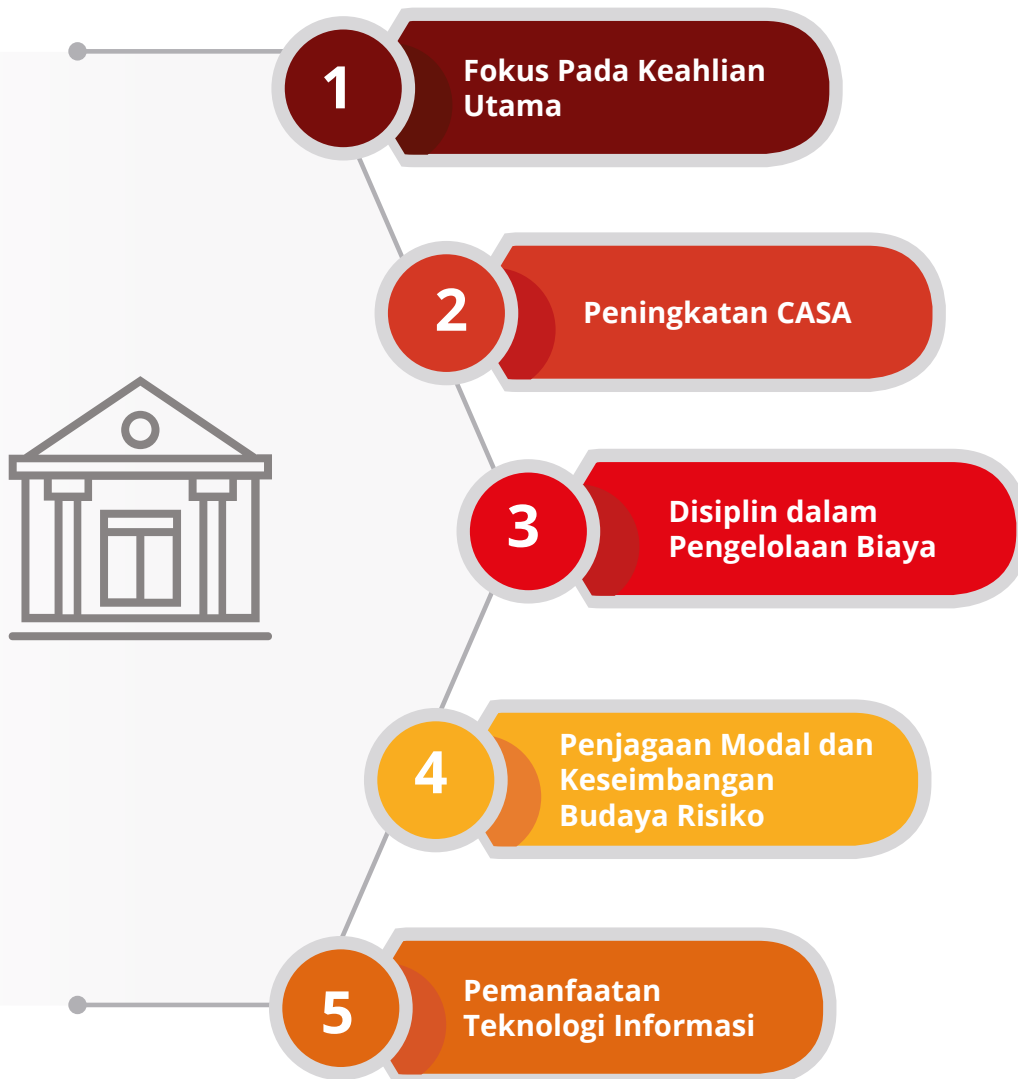 1
Fokus Pada Keahlian
Utama
2
Peningkatan CASA
3
Disiplin dalam
Pengelolaan Biaya
4
Penjagaan Modal dan
Keseimbangan
Budaya Risiko
5
Pemanfaatan
Teknologi Informasi